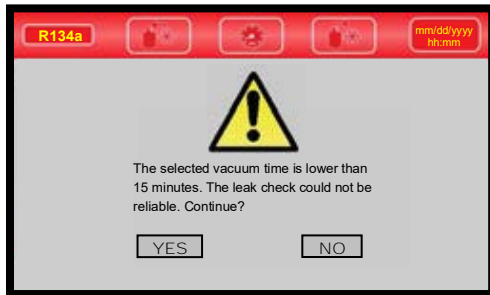 R134a
mm/dd/yyyy
hh:mm
The selected vacuum time is lower than
15 minutes. The leak check could not be
reliable. Continue?
YES
NO